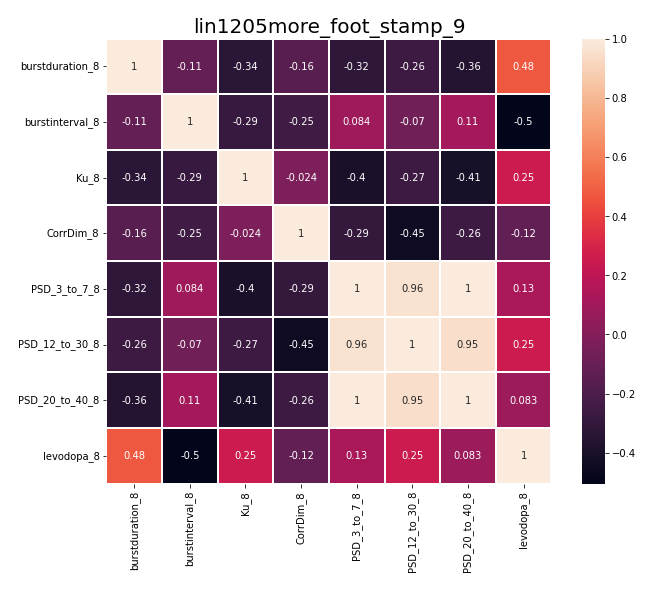 lin1205more_foot_stamp_9
burstduration_8 1 -0.11 -0.34 -0.16 -0.32 -0.26 -0.36 0.48
burstinterval_8 -0.11 1 -0.29 -0.25 0.084 -0.07 0.11 -0.5
Ku_8 -0.34 -0.29 1 -0.024 -0.4 -0.27 -0.41 0.25
CorrDim_8 -0.16 -0.25 -0.024 1 -0.29 -0.45 -0.26 -0.12
PSD_3_to_7_8 -0.32 0.084 -0.4 -0.29 1 0.96 1 0.13
PSD_12_to_30_8 -0.26 -0.07 -0.27 -0.45 0.96 1 0.95 0.25
PSD_20_to_40_8 -0.36 0.11 -0.41 -0.26 1 0.95 1 0.083
levodopa_8 0.48 -0.5 0.25 -0.12 0.13 0.25 0.083 1
burstduration_8
burstinterval_8
Ku_8
CorrDim_8
PSD_3_to_7_8
PSD_12_to_30_8
PSD_20_to_40_8
levodopa_8
1.0
0.8
0.6
0.4
0.2
0.0
−0.2
−0.4